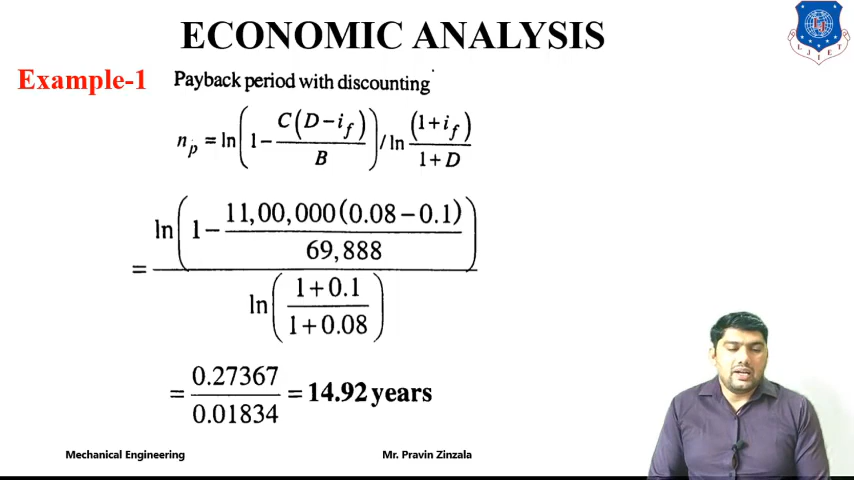 ECONOMIC ANALYSIS
Example-1 Payback period with discounting
n_p = ln(1 − C(D − i_f) / B) / ln (1 + i_f) / 1 + D
= ln(1 − 11,00,000(0.08 − 0.1) / 69,888) / ln(1 + 0.1 / 1 + 0.08)
= 0.27367 / 0.01834 = 14.92 years
Mechanical Engineering Mr. Pravin Zinzala
LJIET